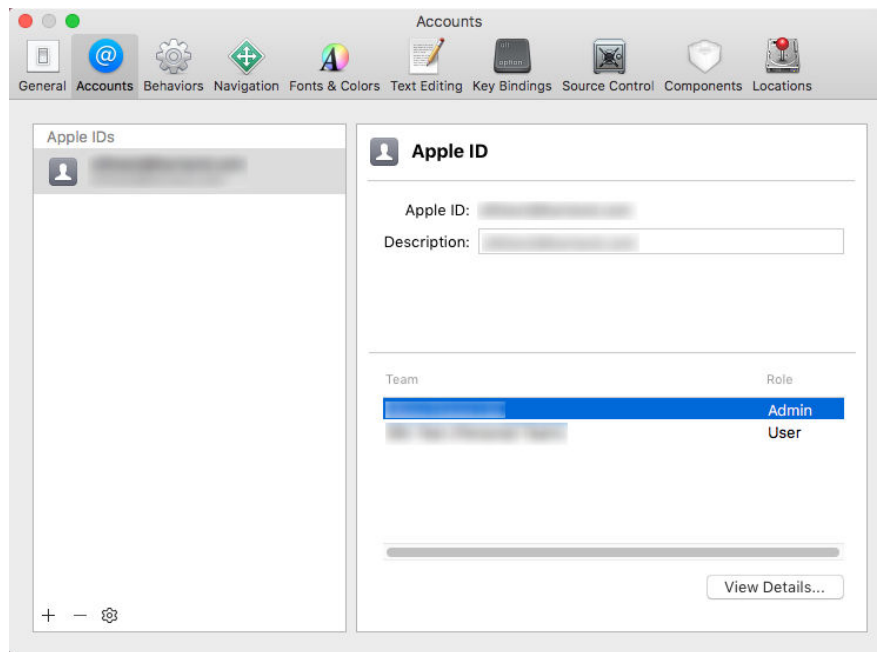 Accounts
General Accounts Behaviors Navigation Fonts & Colors Text Editing Key Bindings Source Control Components Locations
Apple IDs
Apple ID
Apple ID:
Description:
Team Role
Admin
User
View Details...